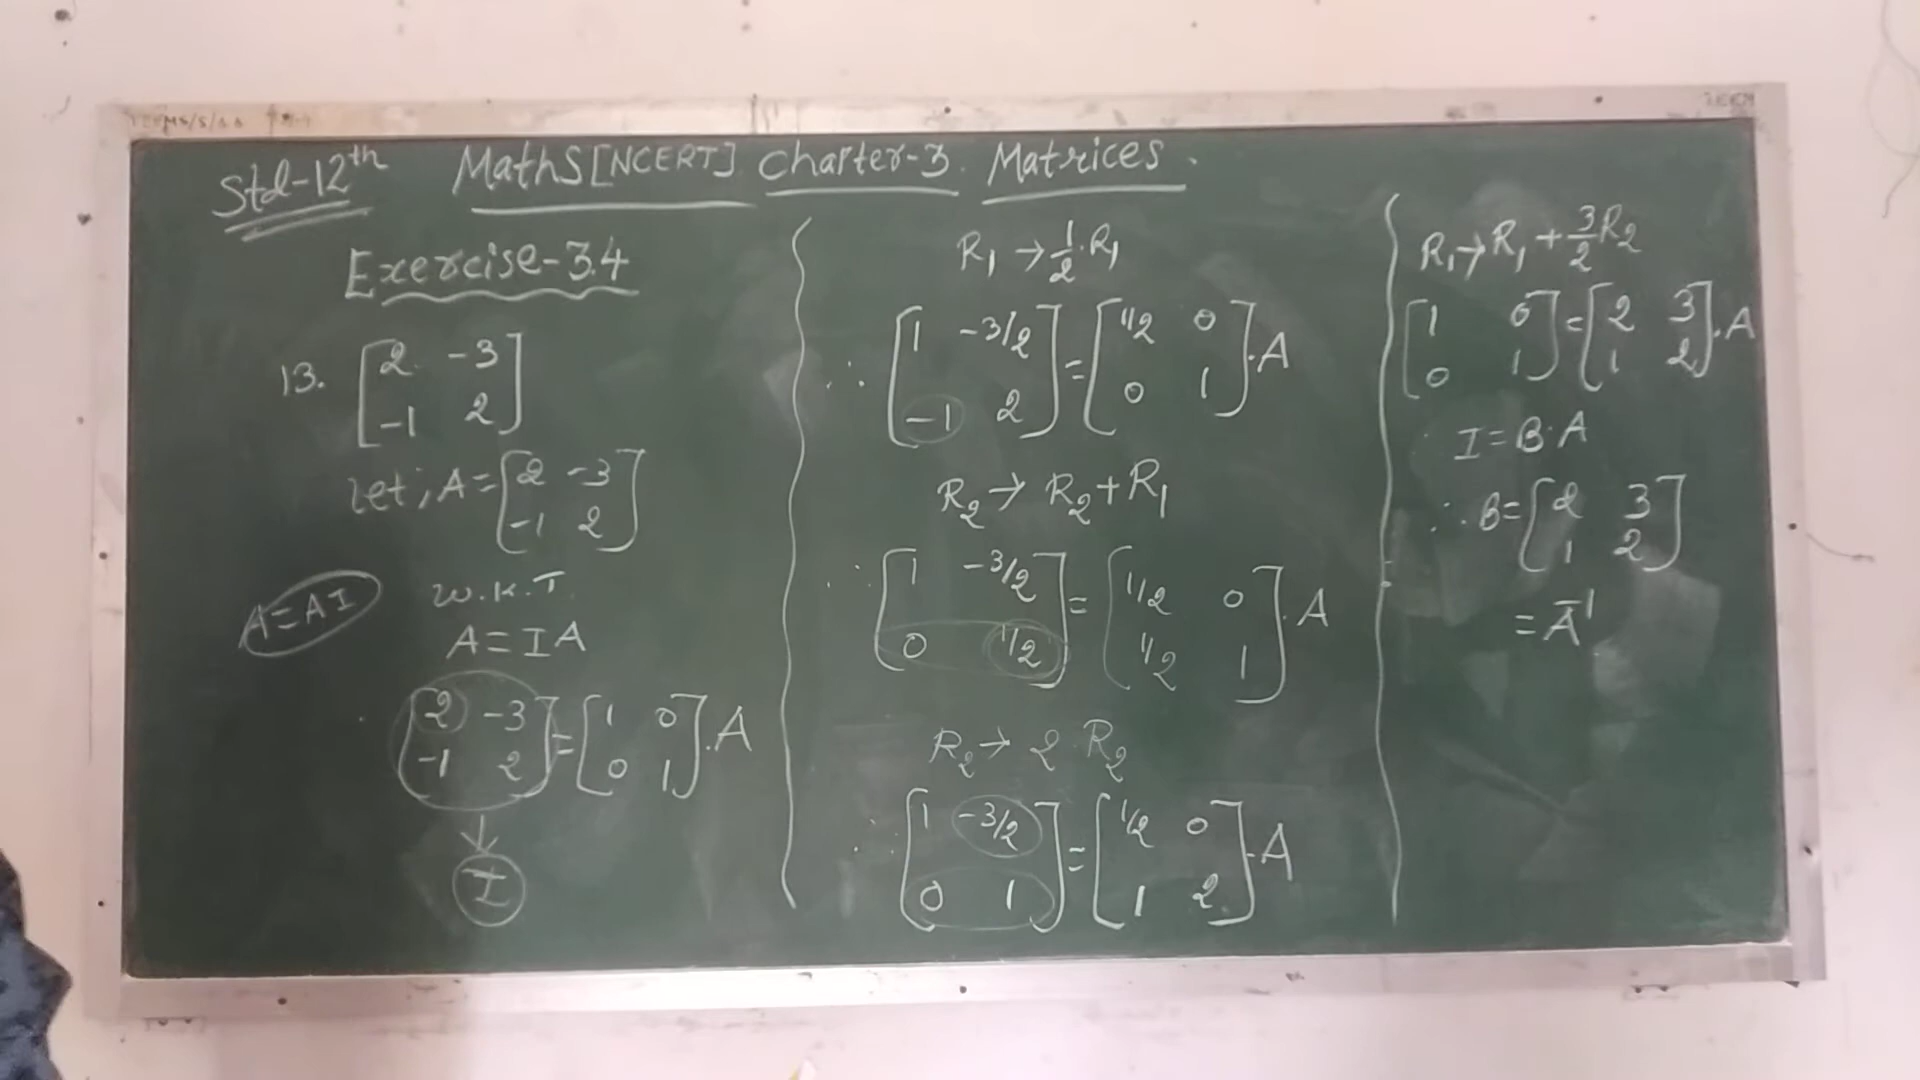 Std-12th Maths[NCERT]. Chapter-3. Matrices.
Exercise-3.4
13. [2 -3
-1 2]
let, A=[2 -3
-1 2]
W.K.T.
A=AI
A=IA
[2 -3
-1 2] = [1 0
0 1].A
↓
I
R1→1/2.R1
∴ [1 -3/2
-1 2] = [1/2 0
0 1].A
R2→R2+R1
∴ [1 -3/2
0 1/2] = [1/2 0
1/2 1].A
R2→2.R2
∴ [1 -3/2
0 1] = [1/2 0
1 2].A
R1→R1+3/2R2
[1 0
0 1] = [2 3
1 2].A
I=B.A
∴ B=[2 3
1 2]
=A-1